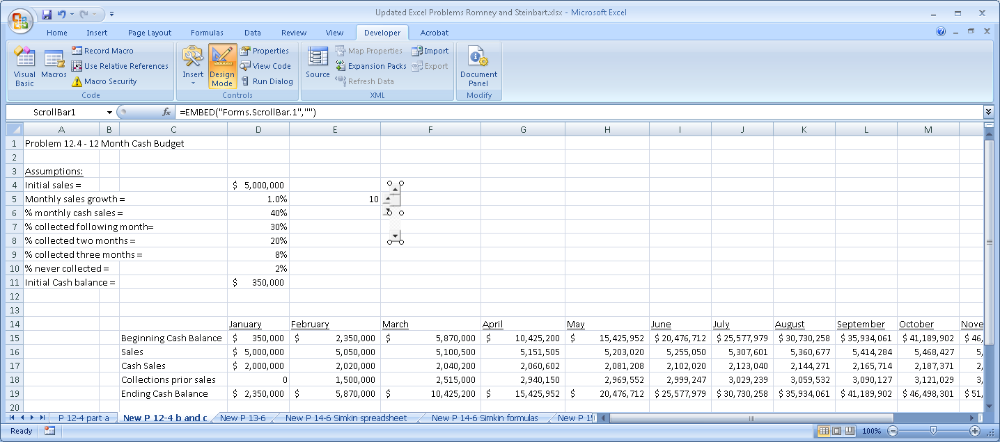 Updated Excel Problems Romney and Steinbart.xlsx - Microsoft Excel
Home Insert Page Layout Formulas Data Review View Developer Acrobat
Visual Basic
Macros
Record Macro
Use Relative References
Macro Security
Code
Insert
Design Mode
Properties
View Code
Run Dialog
Controls
Source
Map Properties
Expansion Packs
Refresh Data
Import
Export
XML
Document Panel
Modify
ScrollBar1 fx =EMBED("Forms.ScrollBar.1","")
A B C D E F G H I J K L M
1 Problem 12.4 - 12 Month Cash Budget
2
3 Assumptions:
4 Initial sales = $ 5,000,000
5 Monthly sales growth = 1.0% 10
6 % monthly cash sales = 40%
7 % collected following month= 30%
8 % collected two months = 20%
9 % collected three months = 8%
10 % never collected = 2%
11 Initial Cash balance = $ 350,000
12
13
14 January February March April May June July August September October Nove
15 Beginning Cash Balance $ 350,000 $ 2,350,000 $ 5,870,000 $ 10,425,200 $ 15,425,952 $ 20,476,712 $ 25,577,979 $ 30,730,258 $ 35,934,061 $ 41,189,902 $ 46,
16 Sales $ 5,000,000 5,050,000 5,100,500 5,151,505 5,203,020 5,255,050 5,307,601 5,360,677 5,414,284 5,468,427 5,
17 Cash Sales $ 2,000,000 2,020,000 2,040,200 2,060,602 2,081,208 2,102,020 2,123,040 2,144,271 2,165,714 2,187,371 2,
18 Collections prior sales 0 1,500,000 2,515,000 2,940,150 2,969,552 2,999,247 3,029,239 3,059,532 3,090,127 3,121,029 3,
19 Ending Cash Balance $ 2,350,000 $ 5,870,000 $ 10,425,200 $ 15,425,952 $ 20,476,712 $ 25,577,979 $ 30,730,258 $ 35,934,061 $ 41,189,902 $ 46,498,301 $ 51,
20
P 12-4 part a New P 12-4 b and c New P 13-6 New P 14-6 Simkin spreadsheet New P 14-6 Simkin formulas New P 1
Ready 100%